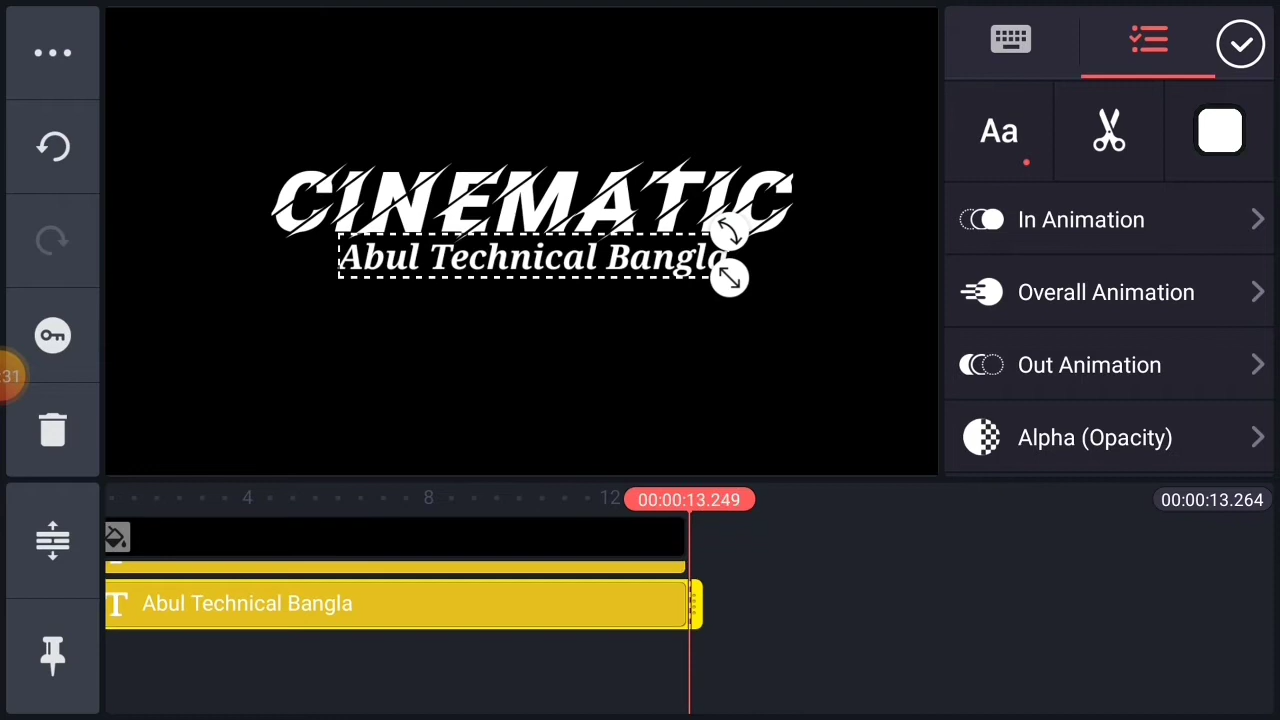 Aa
CINEMATIC
Abul Technical Bangla
In Animation
Overall Animation
Out Animation
Alpha (Opacity)
:31
4
8
12
00:00:13.249
00:00:13.264
T Abul Technical Bangla